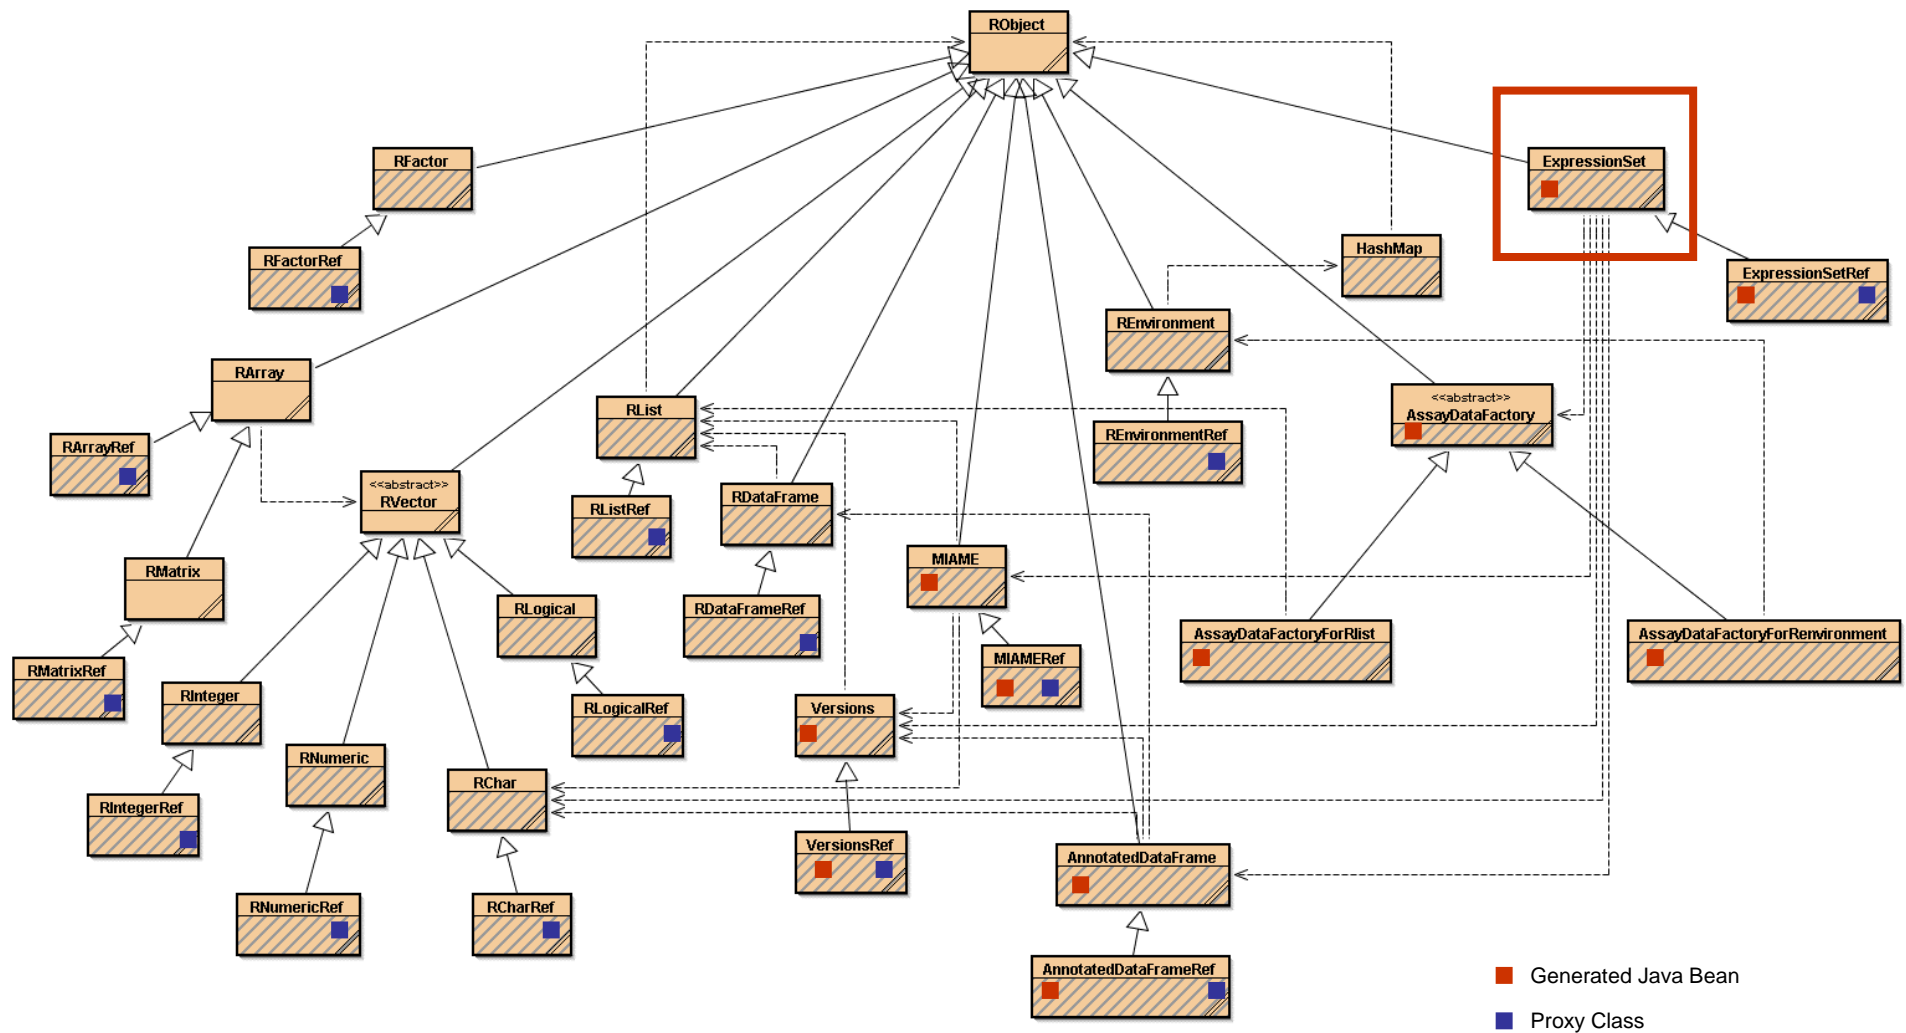 RObject
RFactor
ExpressionSet
HashMap
RFactorRef
ExpressionSetRef
REnvironment
RArray
<<abstract>>
AssayDataFactory
RList
REnvironmentRef
RArrayRef
<<abstract>>
RVector
RDataFrame
RListRef
MIAME
RMatrix
RLogical
RDataFrameRef
AssayDataFactoryForRlist
AssayDataFactoryForRenvironment
MIAMERef
RMatrixRef
RInteger
RLogicalRef
Versions
RNumeric
RChar
RIntegerRef
VersionsRef
AnnotatedDataFrame
RNumericRef
RCharRef
AnnotatedDataFrameRef
Generated Java Bean
Proxy Class